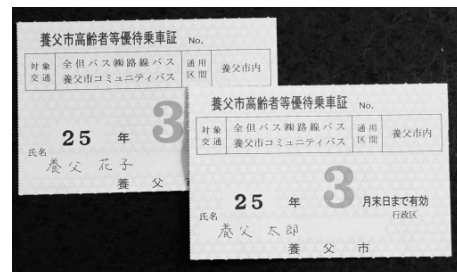 養父市高齢者等優待乗車証 No.
対象交通 全但バス㈱路線バス 養父市コミュニティバス 通用区間 養父市内
25 年 3
氏名 養父 花子
養 父
養父市高齢者等優待乗車証 No.
対象交通 全但バス㈱路線バス 養父市コミュニティバス 通用区間 養父市内
25 年 3 月末日まで有効
行政区
氏名 養父 太郎
養 父 市